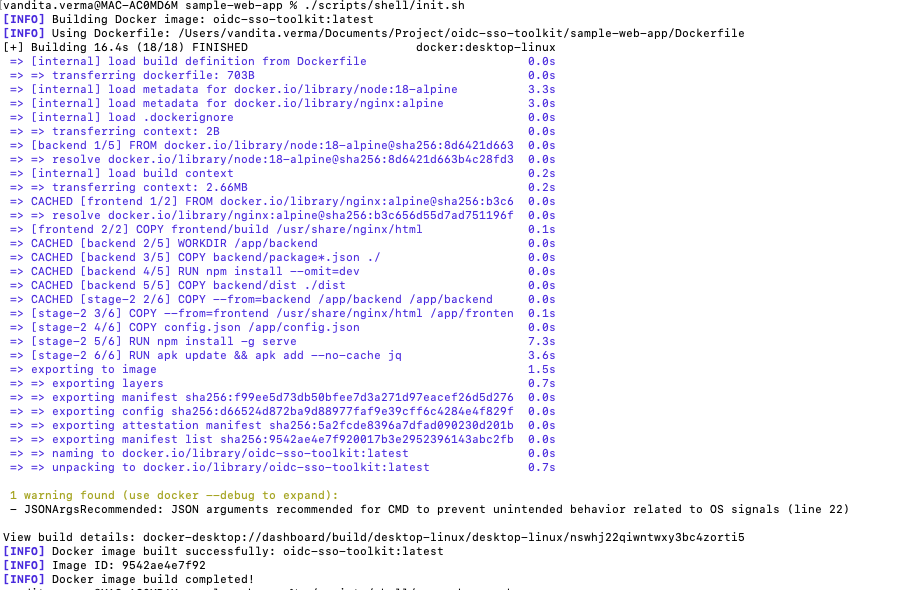 vandita.verma@MAC-AC0MD6M sample-web-app % ./scripts/shell/init.sh
[INFO] Building Docker image: oidc-sso-toolkit:latest
[INFO] Using Dockerfile: /Users/vandita.verma/Documents/Project/oidc-sso-toolkit/sample-web-app/Dockerfile
[+] Building 16.4s (18/18) FINISHED docker:desktop-linux
=> [internal] load build definition from Dockerfile 0.0s
=> => transferring dockerfile: 703B 0.0s
=> [internal] load metadata for docker.io/library/node:18-alpine 3.3s
=> [internal] load metadata for docker.io/library/nginx:alpine 3.0s
=> [internal] load .dockerignore 0.0s
=> => transferring context: 2B 0.0s
=> [backend 1/5] FROM docker.io/library/node:18-alpine@sha256:8d6421d663 0.0s
=> => resolve docker.io/library/node:18-alpine@sha256:8d6421d663b4c28fd3 0.0s
=> [internal] load build context 0.2s
=> => transferring context: 2.66MB 0.2s
=> CACHED [frontend 1/2] FROM docker.io/library/nginx:alpine@sha256:b3c6 0.0s
=> => resolve docker.io/library/nginx:alpine@sha256:b3c656d55d7ad751196f 0.0s
=> [frontend 2/2] COPY frontend/build /usr/share/nginx/html 0.1s
=> CACHED [backend 2/5] WORKDIR /app/backend 0.0s
=> CACHED [backend 3/5] COPY backend/package*.json ./ 0.0s
=> CACHED [backend 4/5] RUN npm install --omit=dev 0.0s
=> CACHED [backend 5/5] COPY backend/dist ./dist 0.0s
=> CACHED [stage-2 2/6] COPY --from=backend /app/backend /app/backend 0.0s
=> [stage-2 3/6] COPY --from=frontend /usr/share/nginx/html /app/fronten 0.1s
=> [stage-2 4/6] COPY config.json /app/config.json 0.0s
=> [stage-2 5/6] RUN npm install -g serve 7.3s
=> [stage-2 6/6] RUN apk update && apk add --no-cache jq 3.6s
=> exporting to image 1.5s
=> => exporting layers 0.7s
=> => exporting manifest sha256:f99ee5d73db50bfee7d3a271d97eacef26d5d276 0.0s
=> => exporting config sha256:d66524d872ba9d88977faf9e39cff6c4284e4f829f 0.0s
=> => exporting attestation manifest sha256:5a2fcde8396a7dfad090230d201b 0.0s
=> => exporting manifest list sha256:9542ae4e7f920017b3e2952396143abc2fb 0.0s
=> => naming to docker.io/library/oidc-sso-toolkit:latest 0.0s
=> => unpacking to docker.io/library/oidc-sso-toolkit:latest 0.7s
1 warning found (use docker --debug to expand):
- JSONArgsRecommended: JSON arguments recommended for CMD to prevent unintended behavior related to OS signals (line 22)
View build details: docker-desktop://dashboard/build/desktop-linux/desktop-linux/nswhj22qiwntwxy3bc4zorti5
[INFO] Docker image built successfully: oidc-sso-toolkit:latest
[INFO] Image ID: 9542ae4e7f92
[INFO] Docker image build completed!